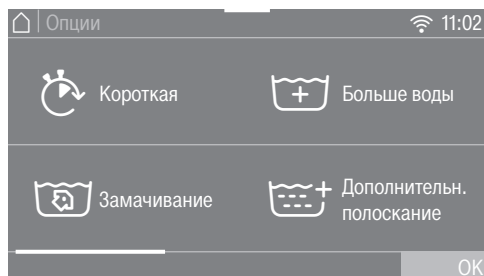 Опции
11:02
Короткая
Больше воды
Замачивание
Дополнительн.
полоскание
OK